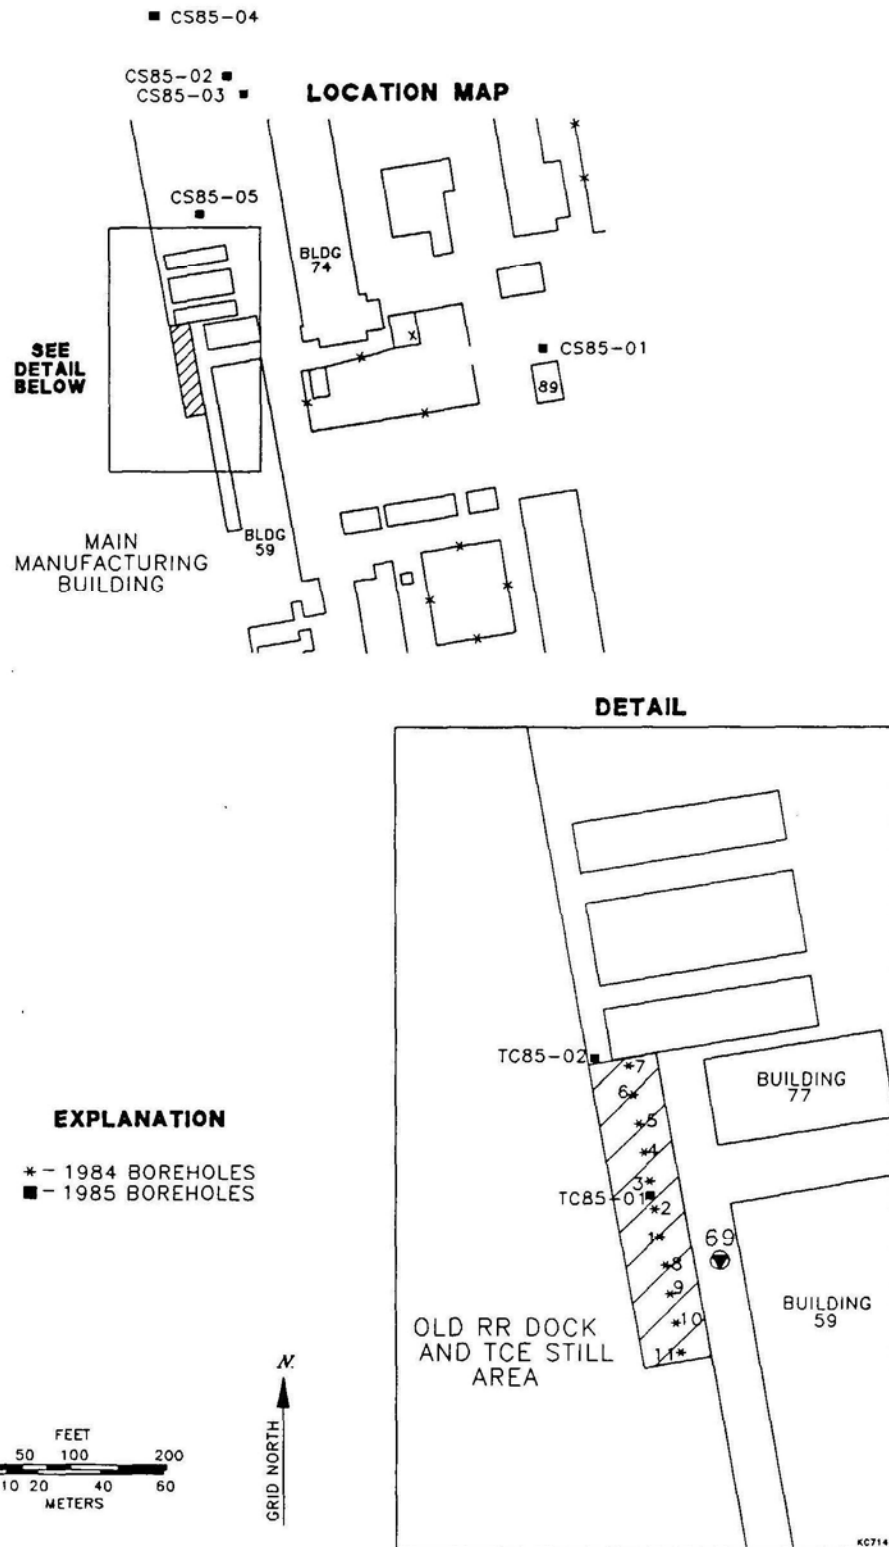 CS85-04
CS85-02
CS85-03
LOCATION MAP
CS85-05
BLDG
74
SEE
DETAIL
BELOW
CS85-01
89
BLDG
59
MAIN
MANUFACTURING
BUILDING
DETAIL
TC85-02
7
6
5
4
3
TC85-01
2
1
8
9
10
11
BUILDING
77
69
BUILDING
59
OLD RR DOCK
AND TCE STILL
AREA
EXPLANATION
* - 1984 BOREHOLES
■ - 1985 BOREHOLES
N
GRID NORTH
FEET
50 100 200
10 20 40 60
METERS
KC714